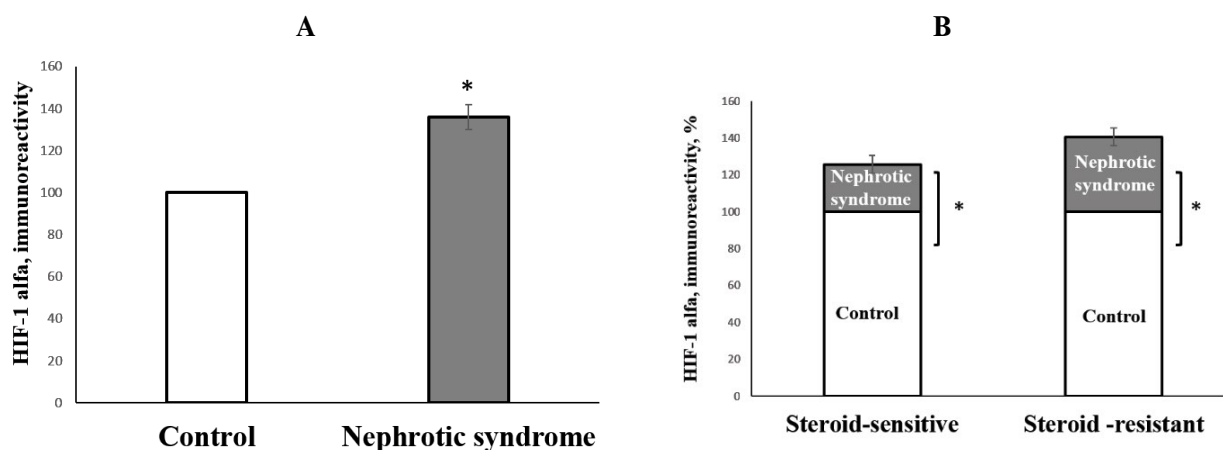 A
HIF-1 alfa, immunoreactivity
160
140
120
100
80
60
40
20
0
*
Control
Nephrotic syndrome
B
HIF-1 alfa, immunoreactivity, %
160
140
120
100
80
60
40
20
0
Nephrotic
syndrome
*
Control
Nephrotic
syndrome
*
Control
Steroid-sensitive
Steroid -resistant